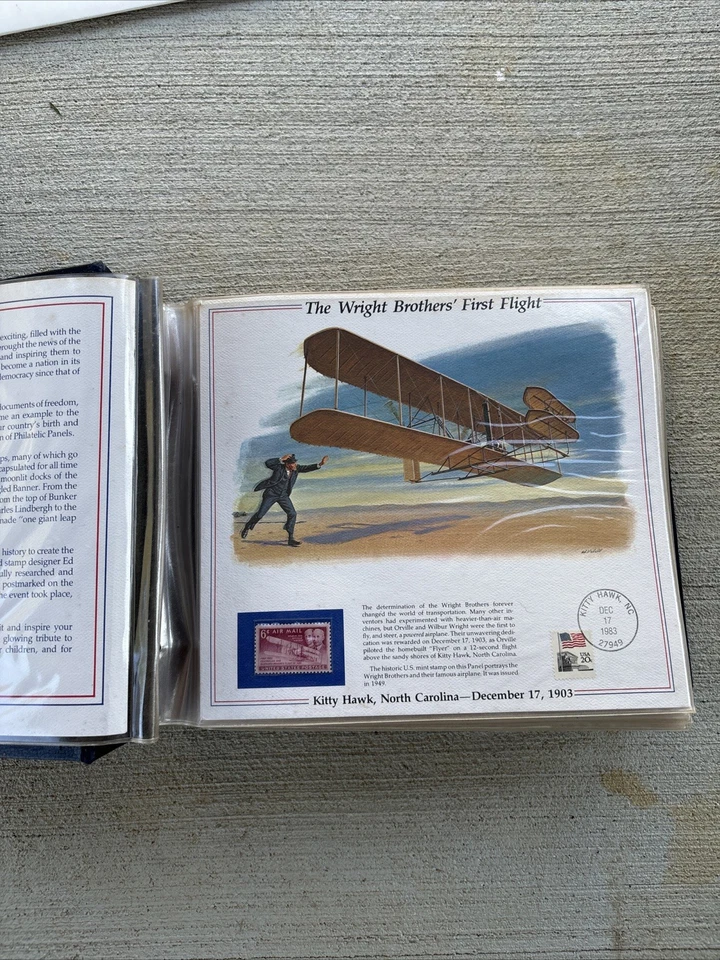 exciting, filled with the
brought the news of the
and inspiring them to
become a nation in its
democracy since that of
documents of freedom,
me an example to the
ur country's birth and
n of Philatelic Panels.
ps, many of which go
capsulated for all time
moonlit docks of the
led Banner. From the
om the top of Bunker
rles Lindbergh to the
made "one giant leap
history to create the
d stamp designer Ed
ully researched and
postmarked on the
he event took place,
it and inspire your
glowing tribute to
r children, and for
The Wright Brothers' First Flight
6¢ AIR MAIL
UNITED STATES POSTAGE
The determination of the Wright Brothers forever
changed the world of transportation. Many other in-
ventors had experimented with heavier-than-air ma-
chines, but Orville and Wilbur Wright were the first to
fly, and steer, a powered airplane. Their unwavering dedi-
cation was rewarded on December 17, 1903, as Orville
piloted the homebuilt "Flyer" on a 12-second flight
above the sandy shores of Kitty Hawk, North Carolina.
The historic U.S. mint stamp on this Panel portrays the
Wright Brothers and their famous airplane. It was issued
in 1949.
USA
20c
KITTY HAWK, NC
DEC
17
1983
27949
Kitty Hawk, North Carolina—December 17, 1903